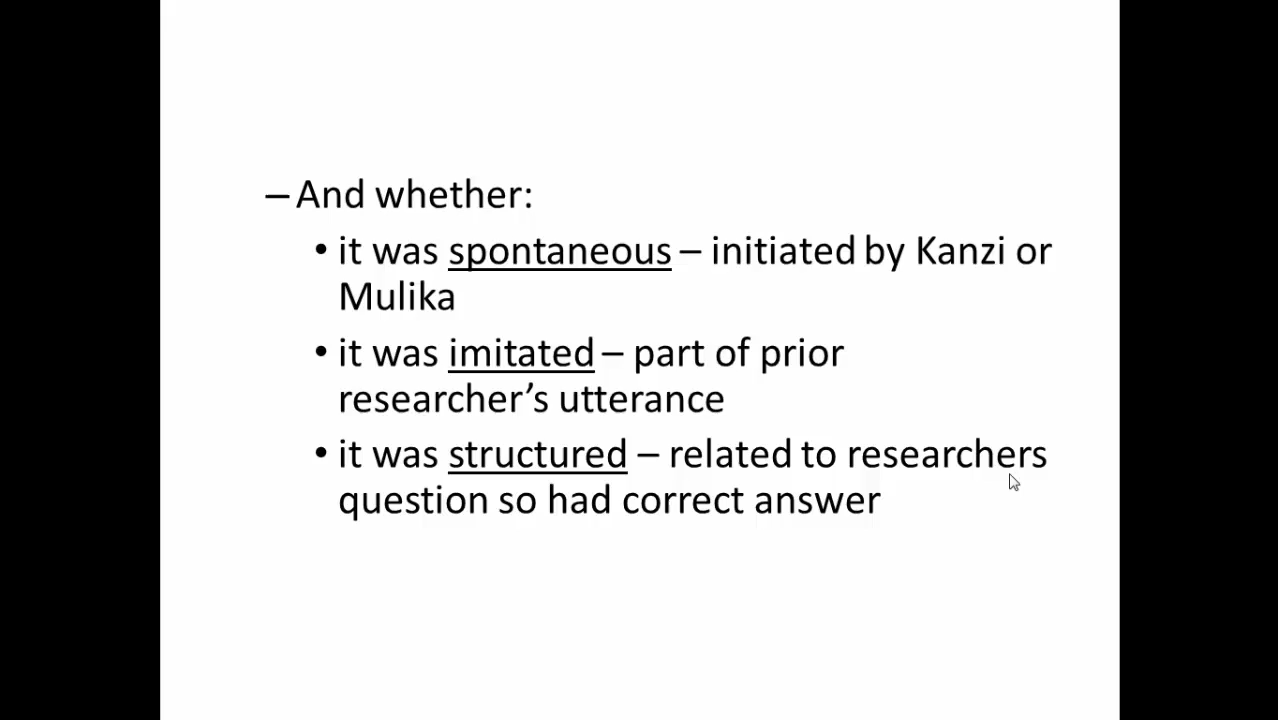 –And whether:
• it was spontaneous – initiated by Kanzi or
Mulika
• it was imitated – part of prior
researcher’s utterance
• it was structured – related to researchers
question so had correct answer